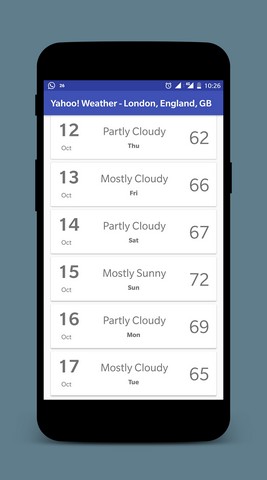 26
10:26
Yahoo! Weather - London, England, GB
12 Partly Cloudy 62
Oct Thu
13 Mostly Cloudy 66
Oct Fri
14 Partly Cloudy 67
Oct Sat
15 Mostly Sunny 72
Oct Sun
16 Partly Cloudy 69
Oct Mon
17 Mostly Cloudy 65
Oct Tue